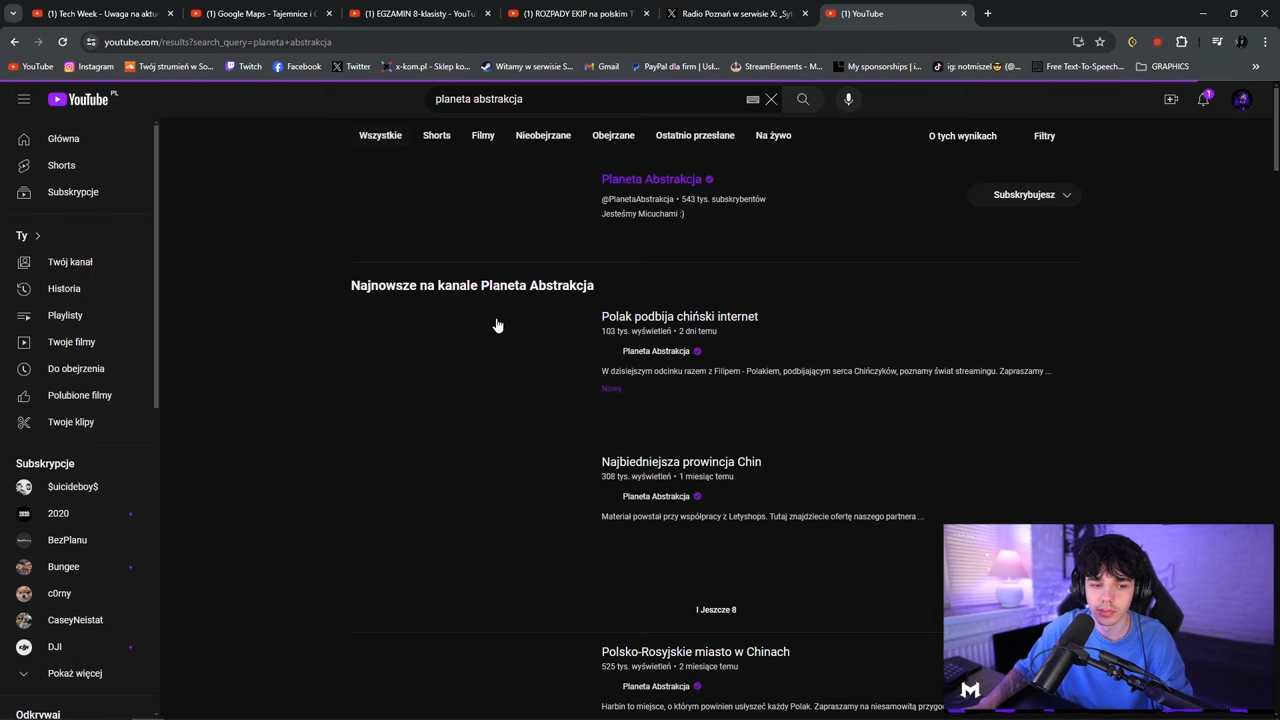 (1) Tech Week - Uwaga na aktu
(1) Google Maps - Tajemnice i C
(1) EGZAMIN 8-klasisty - YouTu
(1) ROZPADY EKIP na polskim T
Radio Poznań w serwisie X: „Syt
(1) YouTube
youtube.com/results?search_query=planeta+abstrakcja
YouTube
Instagram
Twój strumień w So...
Twitch
Facebook
Twitter
x-kom.pl - Sklep ko...
Witamy w serwisie S...
Gmail
PayPal dla firm | Usł...
StreamElements - M...
My sponsorships | i...
ig: notmiszel 😉 (@...
Free Text-To-Speech...
GRAPHICS
YouTube PL
planeta abstrakcja
1
Główna
Shorts
Subskrypcje
Ty
Twój kanał
Historia
Playlisty
Twoje filmy
Do obejrzenia
Polubione filmy
Twoje klipy
Subskrypcje
$uicideboy$
2020
BezPlanu
Bungee
c0rny
CaseyNeistat
DJI
Pokaż więcej
Odkrywaj
Wszystkie
Shorts
Filmy
Nieobejrzane
Obejrzane
Ostatnio przesłane
Na żywo
O tych wynikach
Filtry
Planeta Abstrakcja
@PlanetaAbstrakcja • 543 tys. subskrybentów
Jesteśmy Micuchami :)
Subskrybujesz
Najnowsze na kanale Planeta Abstrakcja
Polak podbija chiński internet
103 tys. wyświetleń • 2 dni temu
Planeta Abstrakcja
W dzisiejszym odcinku razem z Filipem - Polakiem, podbijającym serca Chińczyków, poznamy świat streamingu. Zapraszamy ...
Nowy
Najbiedniejsza prowincja Chin
308 tys. wyświetleń • 1 miesiąc temu
Planeta Abstrakcja
Materiał powstał przy współpracy z Letyshops. Tutaj znajdziecie ofertę naszego partnera ...
I Jeszcze 8
Polsko-Rosyjskie miasto w Chinach
525 tys. wyświetleń • 2 miesiące temu
Planeta Abstrakcja
Harbin to miejsce, o którym powinien usłyszeć każdy Polak. Zapraszamy na niesamowitą przygo